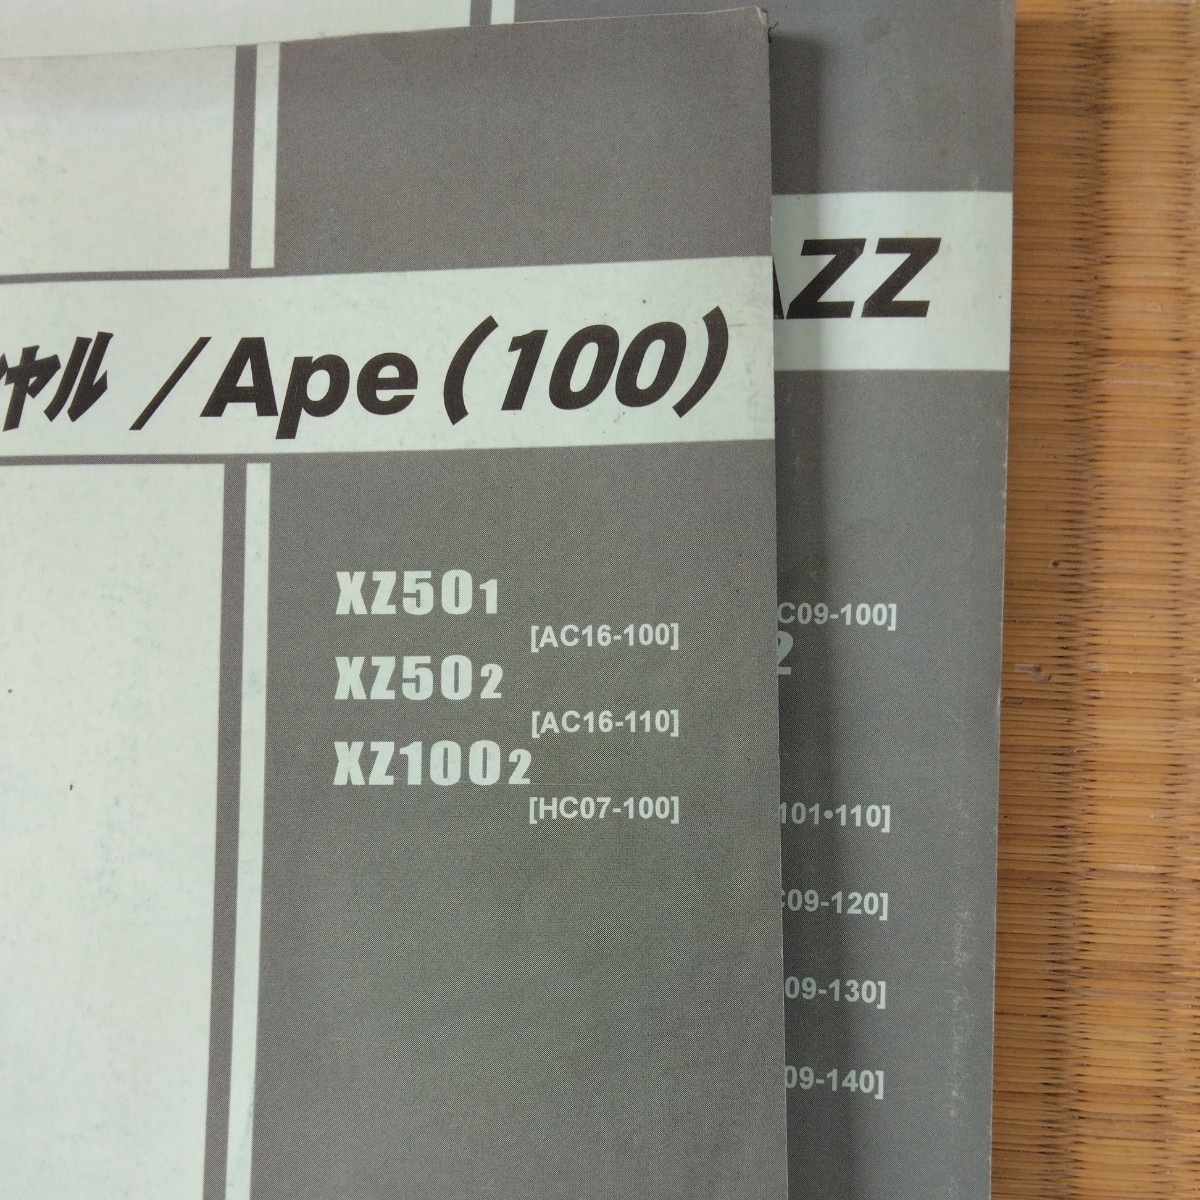 シャル /Ape (100)
XZ501
[AC16-100]
XZ502
[AC16-110]
XZ1002
[HC07-100]
AZZ
C09-100]
2
101•110]
C09-120]
09-130]
09-140]